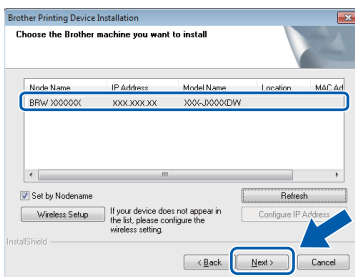 Brother Printing Device Installation
Choose the Brother machine you want to install
Node Name IP Address Model Name Location MAC Ad
BRW XXXXXX XXX.XXX.XX XXX-JXXXXDW
Set by Nodename
Refresh
Wireless Setup
If your device does not appear in
the list, please configure the
wireless setting.
Configure IP Address
InstallShield
< Back
Next >
Cancel